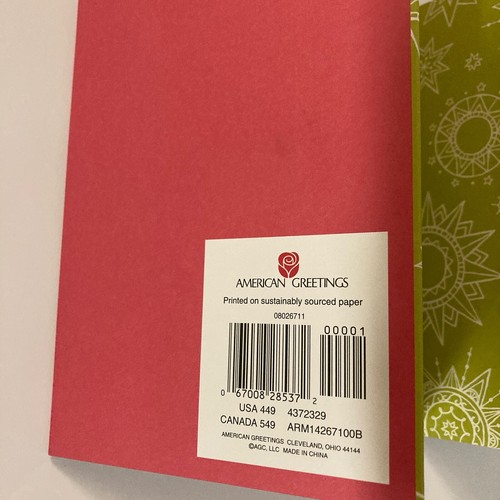 AMERICAN GREETINGS
Printed on sustainably sourced paper
08026711
00001
0 67008 28537 2
USA 449 4372329
CANADA 549 ARM14267100B
AMERICAN GREETINGS CLEVELAND, OHIO 44144
©AGC, LLC MADE IN CHINA